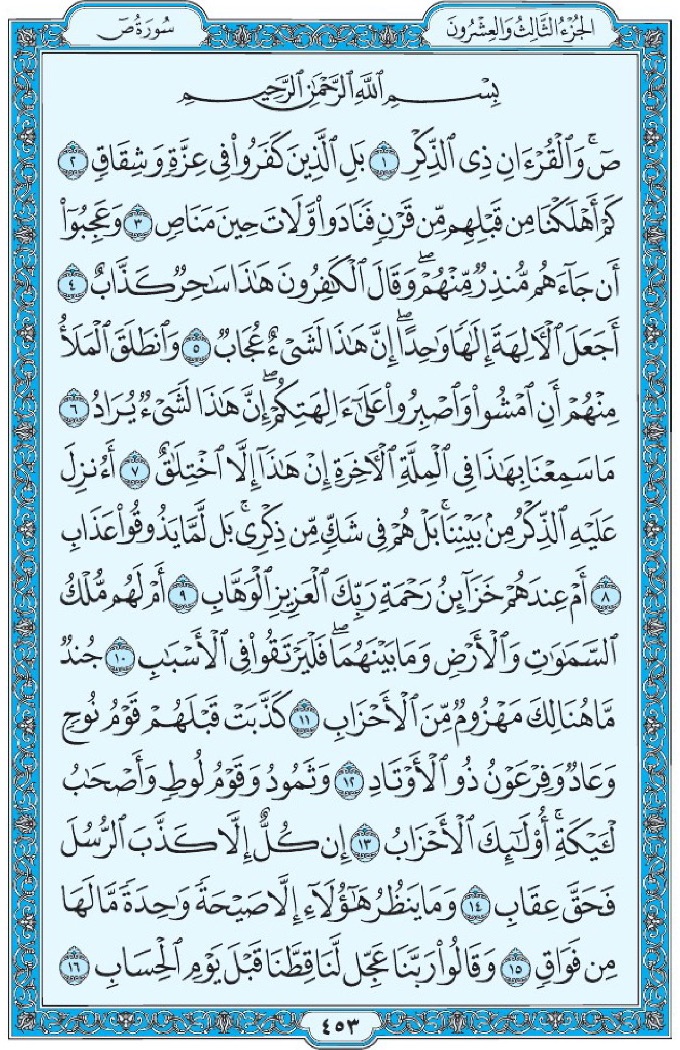 الجُزْءُ الثَّالِثُ وَالعِشْرُونَ
سُورَةُ صٓ
بِسْمِ ٱللَّهِ ٱلرَّحْمَٰنِ ٱلرَّحِيمِ
صٓۚ وَٱلْقُرْءَانِ ذِى ٱلذِّكْرِ ١ بَلِ ٱلَّذِينَ كَفَرُوا۟ فِى عِزَّةٍ وَشِقَاقٍ ٢
كَمْ أَهْلَكْنَا مِن قَبْلِهِم مِّن قَرْنٍ فَنَادَوا۟ وَّلَاتَ حِينَ مَنَاصٍ ٣ وَعَجِبُوٓا۟
أَن جَآءَهُم مُّنذِرٌ مِّنْهُمْۖ وَقَالَ ٱلْكَٰفِرُونَ هَٰذَا سَٰحِرٌ كَذَّابٌ ٤
أَجَعَلَ ٱلْءَالِهَةَ إِلَٰهًا وَٰحِدًاۖ إِنَّ هَٰذَا لَشَىْءٌ عُجَابٌ ٥ وَٱنطَلَقَ ٱلْمَلَأُ
مِنْهُمْ أَنِ ٱمْشُوا۟ وَٱصْبِرُوا۟ عَلَىٰٓ ءَالِهَتِكُمْۖ إِنَّ هَٰذَا لَشَىْءٌ يُرَادُ ٦
مَا سَمِعْنَا بِهَٰذَا فِى ٱلْمِلَّةِ ٱلْءَاخِرَةِ إِنْ هَٰذَآ إِلَّا ٱخْتِلَٰقٌ ٧ أَءُنزِلَ
عَلَيْهِ ٱلذِّكْرُ مِنۢ بَيْنِنَاۚ بَلْ هُمْ فِى شَكٍّ مِّن ذِكْرِىۚ بَل لَّمَّا يَذُوقُوا۟ عَذَابِ
٨ أَمْ عِندَهُمْ خَزَآئِنُ رَحْمَةِ رَبِّكَ ٱلْعَزِيزِ ٱلْوَهَّابِ ٩ أَمْ لَهُم مُّلْكُ
ٱلسَّمَٰوَٰتِ وَٱلْأَرْضِ وَمَا بَيْنَهُمَاۖ فَلْيَرْتَقُوا۟ فِى ٱلْأَسْبَٰبِ ١٠ جُندٌ
مَّا هُنَالِكَ مَهْزُومٌ مِّنَ ٱلْأَحْزَابِ ١١ كَذَّبَتْ قَبْلَهُمْ قَوْمُ نُوحٍ
وَعَادٌ وَفِرْعَوْنُ ذُو ٱلْأَوْتَادِ ١٢ وَثَمُودُ وَقَوْمُ لُوطٍ وَأَصْحَٰبُ
لْـَٔيْكَةِۚ أُو۟لَٰٓئِكَ ٱلْأَحْزَابُ ١٣ إِن كُلٌّ إِلَّا كَذَّبَ ٱلرُّسُلَ
فَحَقَّ عِقَابِ ١٤ وَمَا يَنظُرُ هَٰٓؤُلَآءِ إِلَّا صَيْحَةً وَٰحِدَةً مَّا لَهَا
مِن فَوَاقٍ ١٥ وَقَالُوا۟ رَبَّنَا عَجِّل لَّنَا قِطَّنَا قَبْلَ يَوْمِ ٱلْحِسَابِ ١٦
٤٥٣